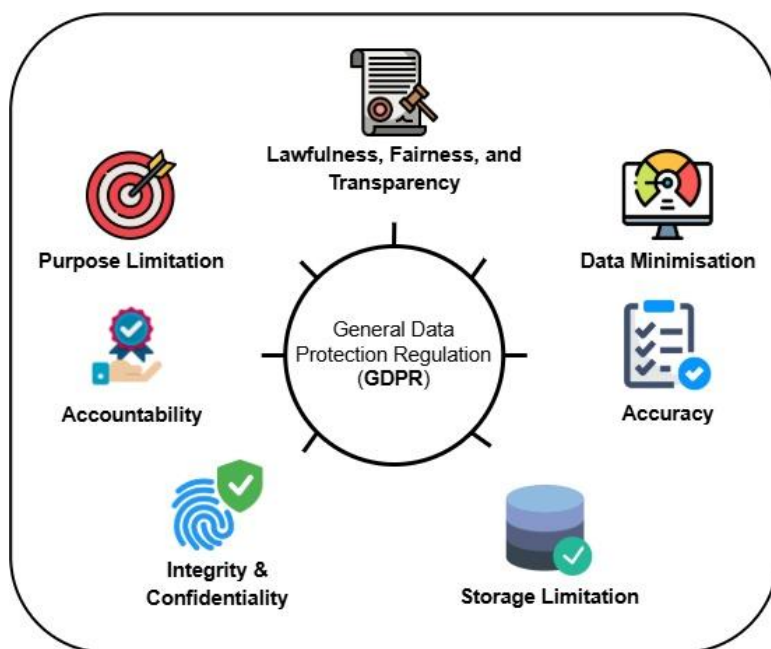 Lawfulness, Fairness, and
Transparency
Purpose Limitation
Data Minimisation
General Data
Protection Regulation
(GDPR)
Accountability
Accuracy
Integrity &
Confidentiality
Storage Limitation